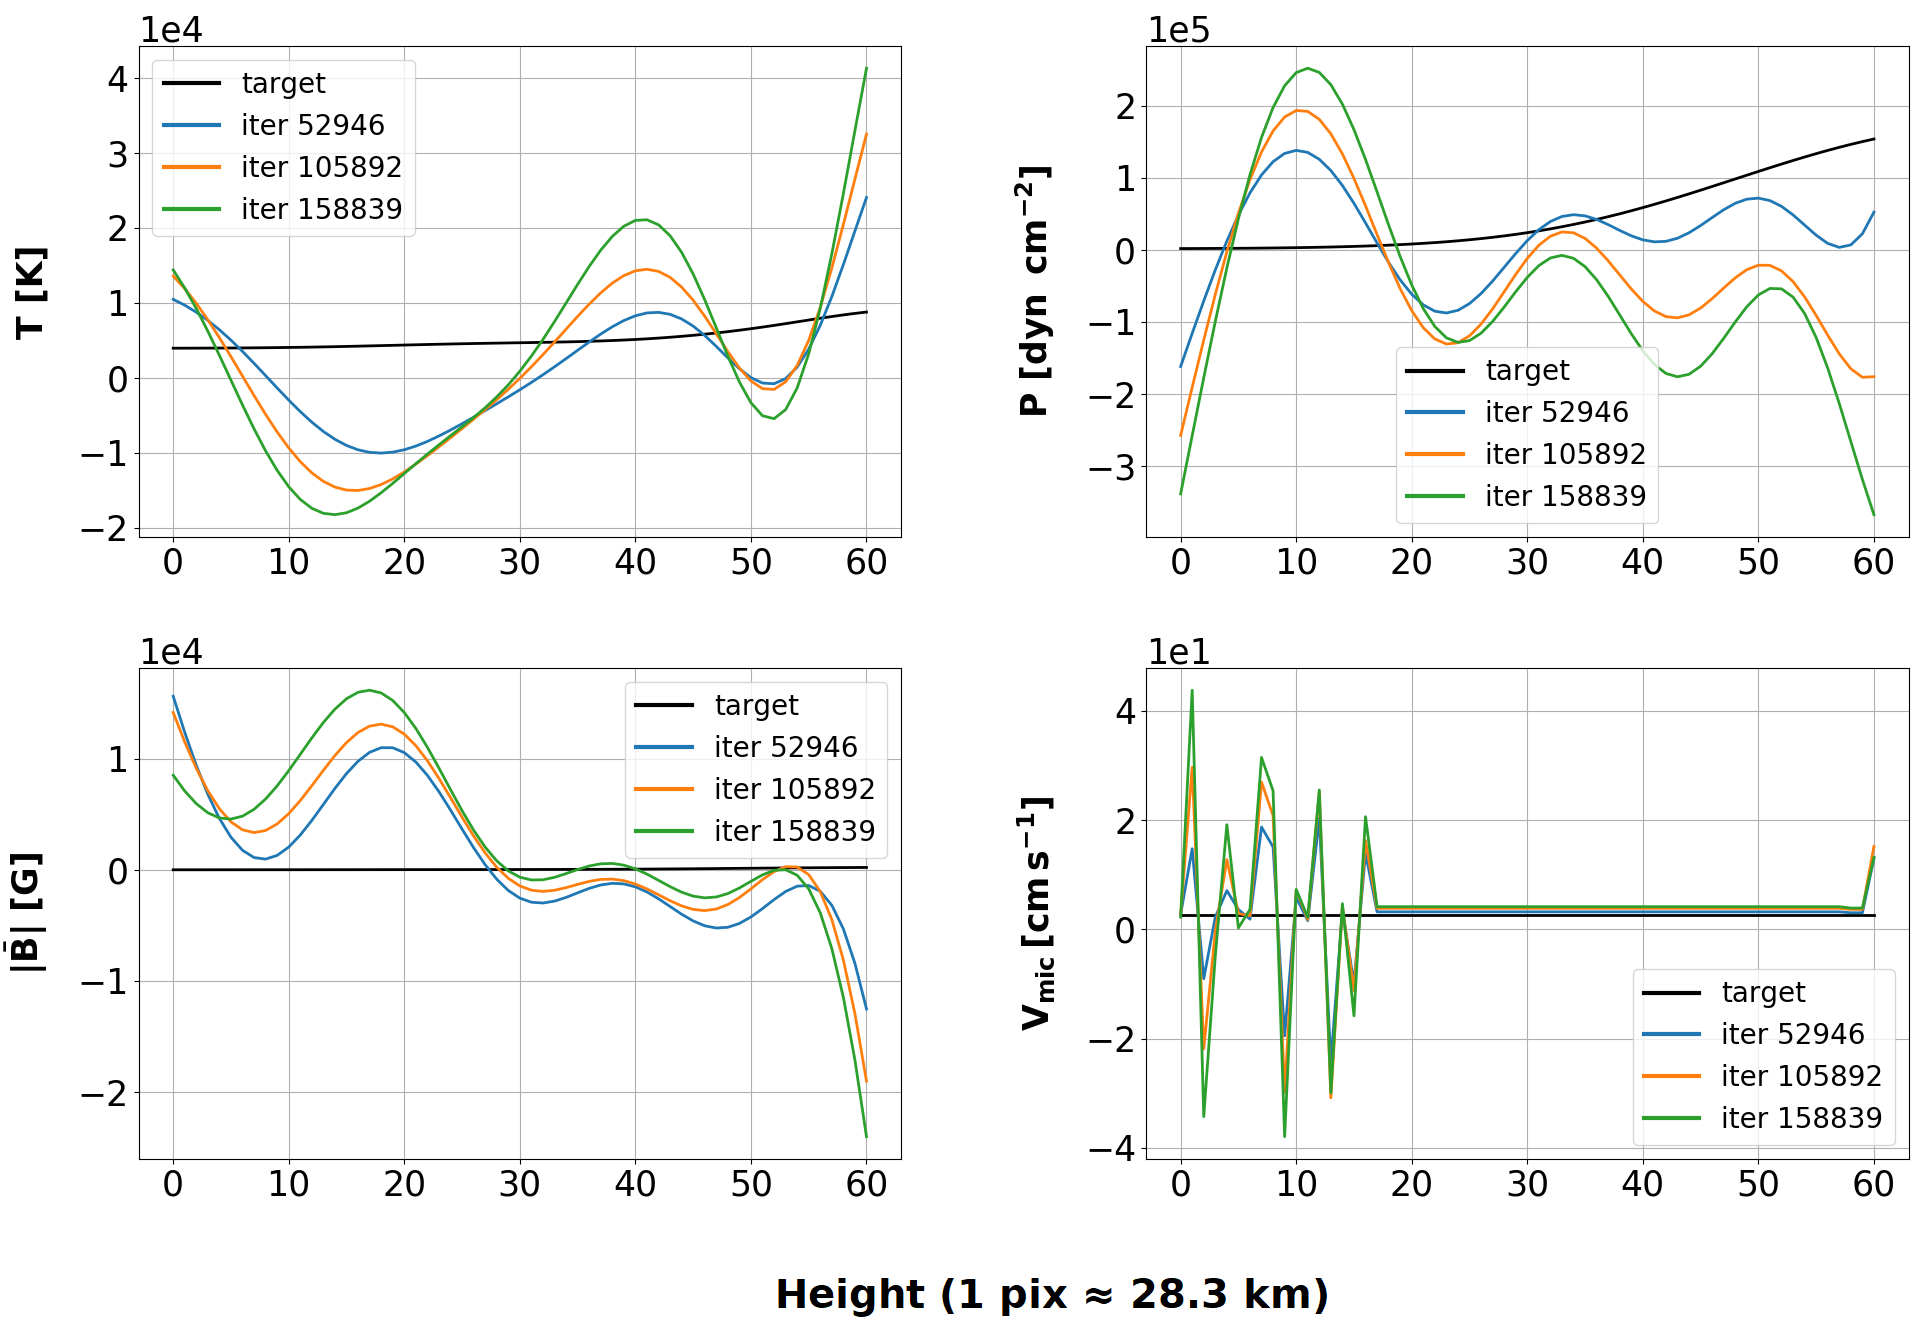 1e4
T [K]
4
3
2
1
0
−1
−2
0 10 20 30 40 50 60
target
iter 52946
iter 105892
iter 158839
1e5
P [dyn cm⁻²]
2
1
0
−1
−2
−3
0 10 20 30 40 50 60
target
iter 52946
iter 105892
iter 158839
1e4
|B̄| [G]
1
0
−1
−2
0 10 20 30 40 50 60
target
iter 52946
iter 105892
iter 158839
1e1
V_mic [cm s⁻¹]
4
2
0
−2
−4
0 10 20 30 40 50 60
target
iter 52946
iter 105892
iter 158839
Height (1 pix ≈ 28.3 km)